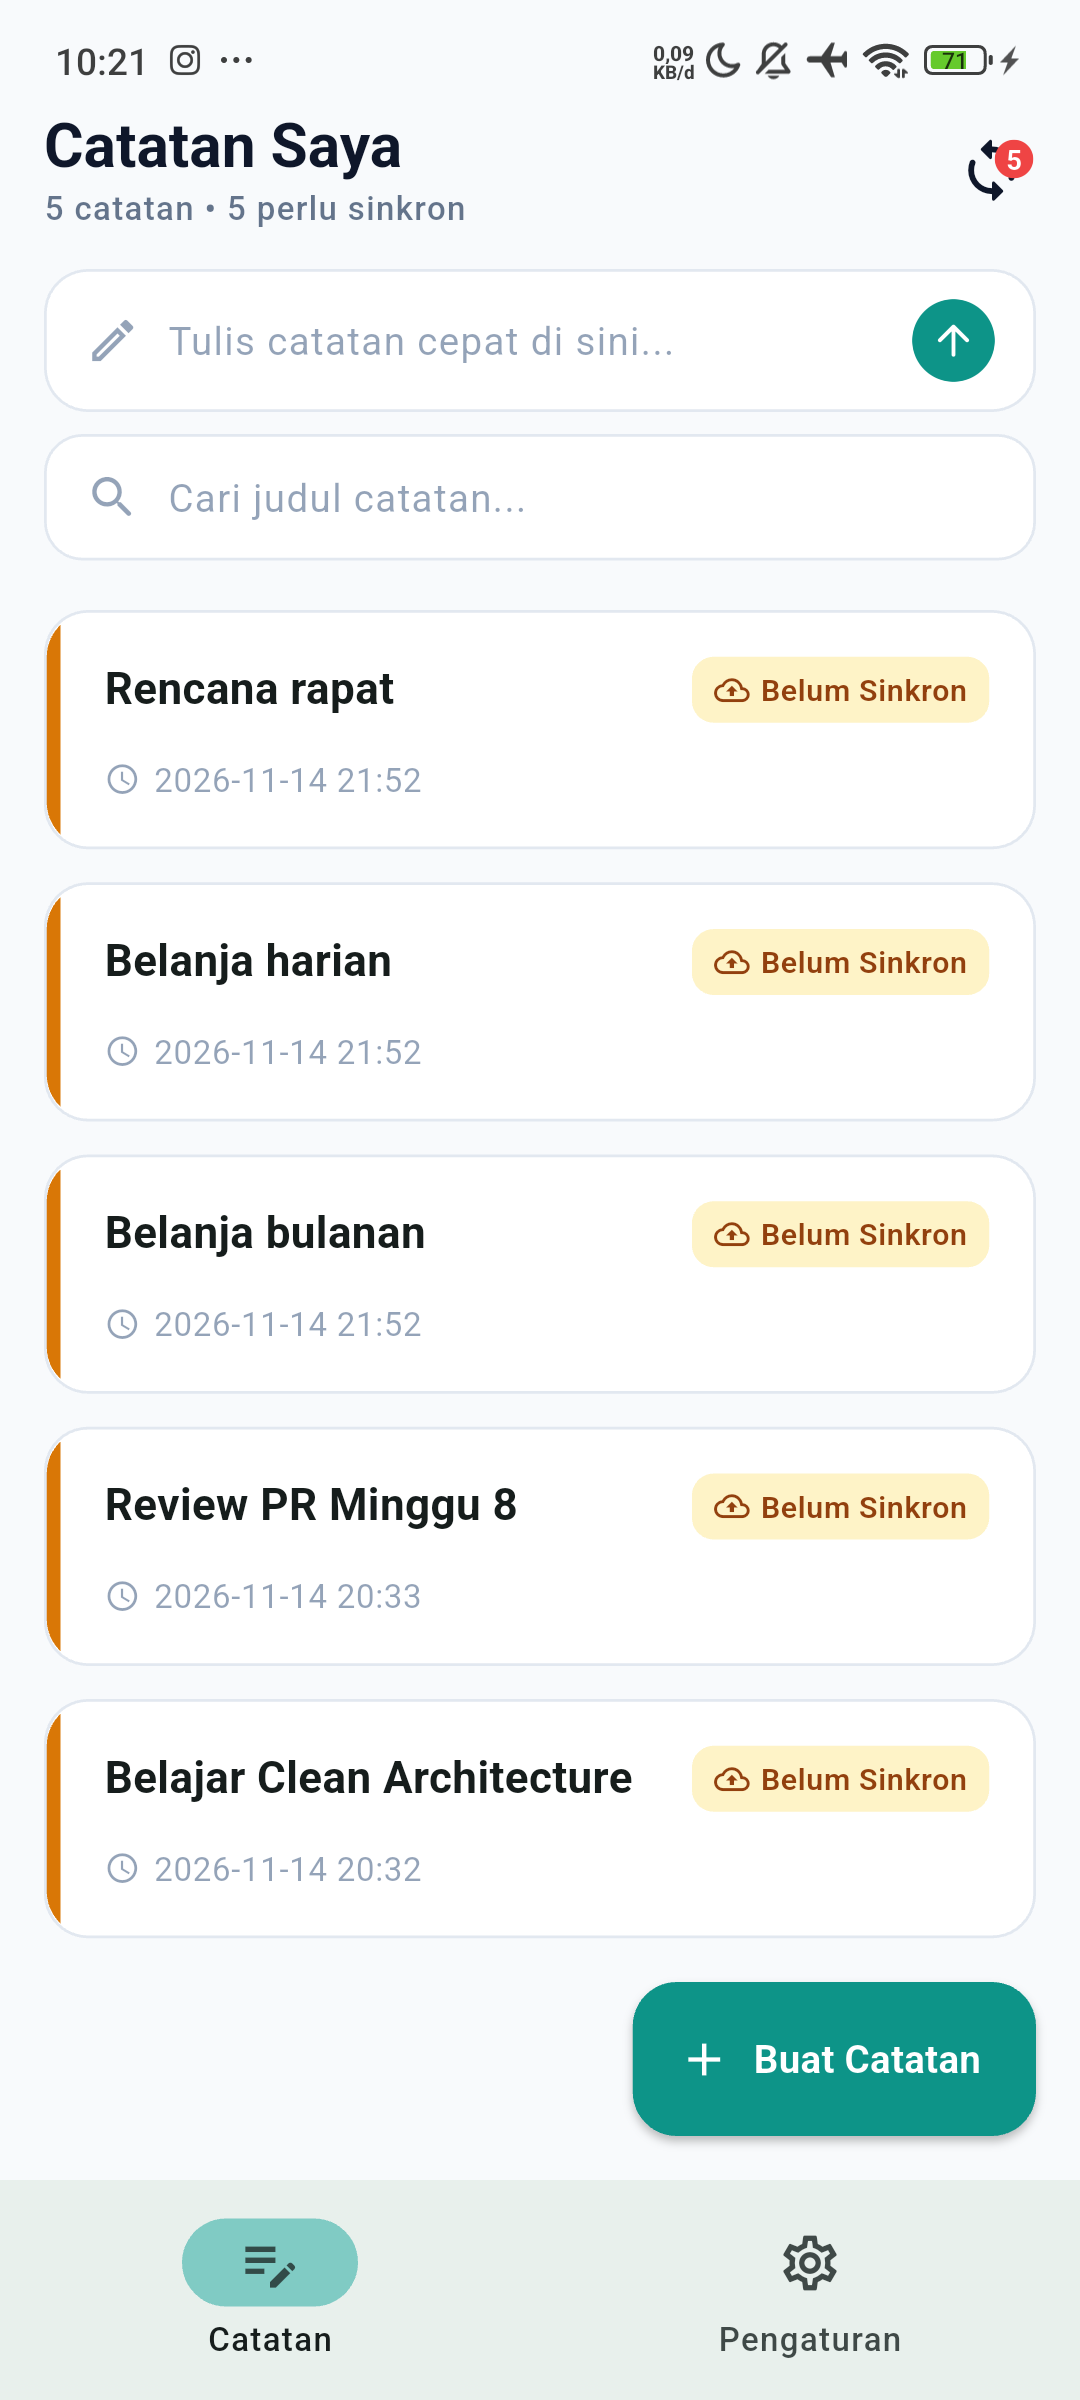 10:21
0,09
KB/d
71
Catatan Saya
5
5 catatan • 5 perlu sinkron
Tulis catatan cepat di sini...
Cari judul catatan...
Rencana rapat
Belum Sinkron
2026-11-14 21:52
Belanja harian
Belum Sinkron
2026-11-14 21:52
Belanja bulanan
Belum Sinkron
2026-11-14 21:52
Review PR Minggu 8
Belum Sinkron
2026-11-14 20:33
Belajar Clean Architecture
Belum Sinkron
2026-11-14 20:32
Buat Catatan
Catatan
Pengaturan